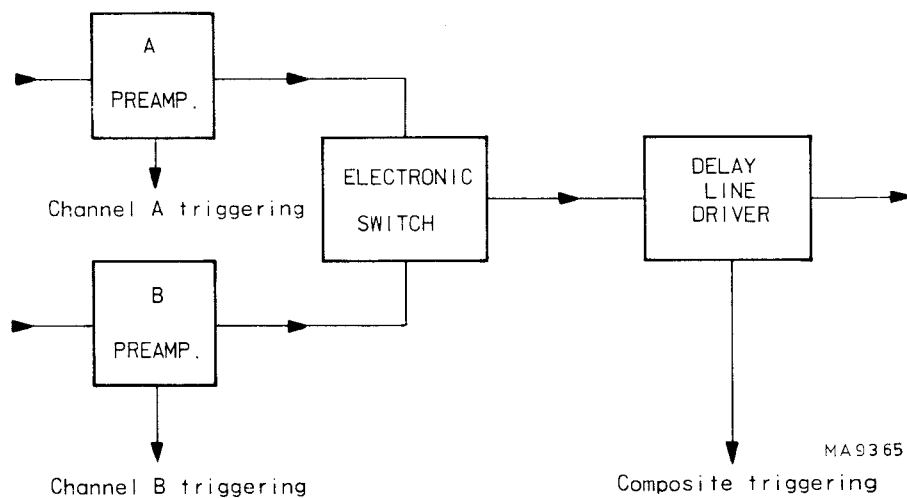 A
PREAMP.
Channel A triggering
ELECTRONIC
SWITCH
DELAY
LINE
DRIVER
B
PREAMP.
Channel B triggering
MA9365
Composite triggering